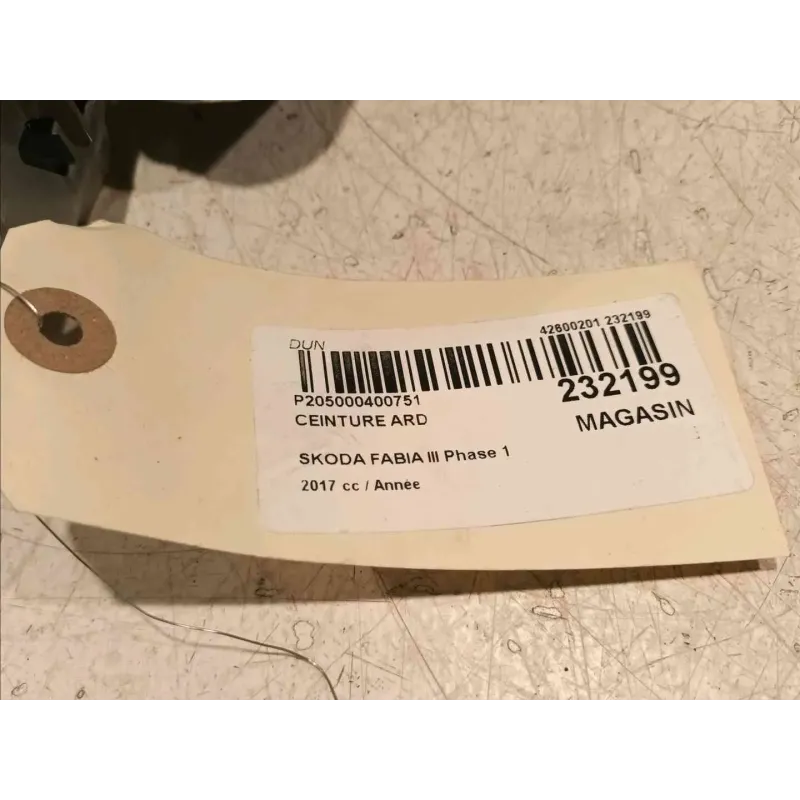 DUN
42800201 232199
P205000400751
232199
CEINTURE ARD
MAGASIN
SKODA FABIA III Phase 1
2017 cc / Année